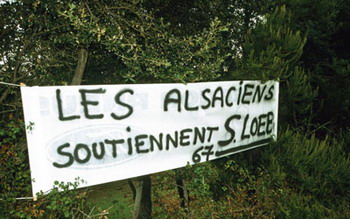 LES ALSACIENS
SOUTIENNENT S. LOEB
67